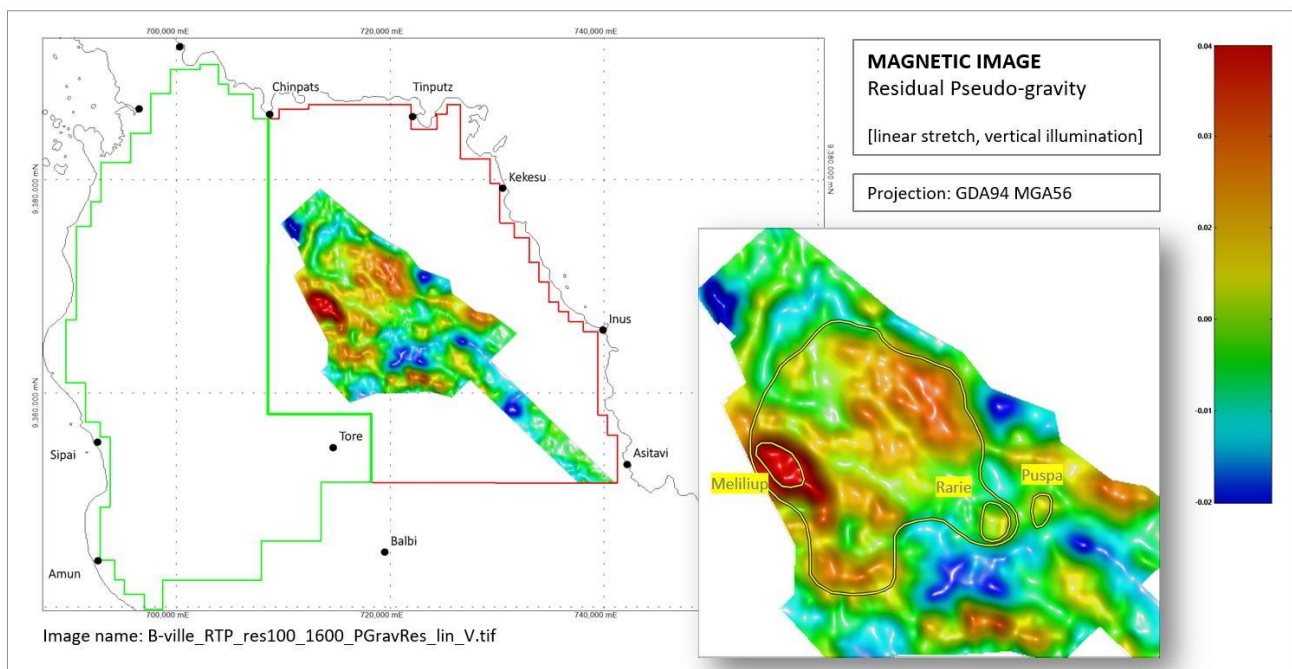 700,000 mE
720,000 mE
740,000 mE
MAGNETIC IMAGE
Residual Pseudo-gravity
[linear stretch, vertical illumination]
Projection: GDA94 MGA56
0.04
0.03
0.02
0.00
-0.01
-0.02
Chinpats
Tinputz
9,380,000 mN
9,380,000 mN
Kekesu
Inus
9,360,000 mN
Tore
Sipai
Asitavi
Balbi
Amun
Meliliup
Rarie
Puspa
700,000 mE
720,000 mE
740,000 mE
Image name: B-ville_RTP_res100_1600_PGravRes_lin_V.tif